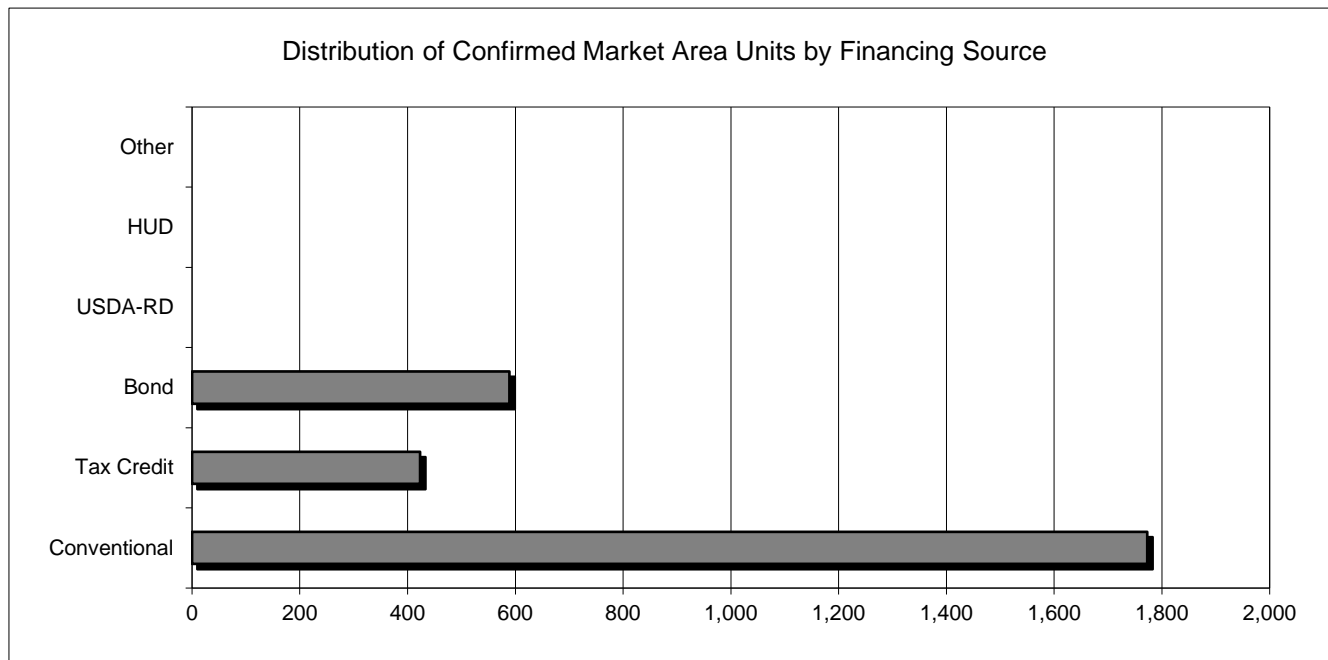 Distribution of Confirmed Market Area Units by Financing Source
Other
HUD
USDA-RD
Bond
Tax Credit
Conventional
0 200 400 600 800 1,000 1,200 1,400 1,600 1,800 2,000